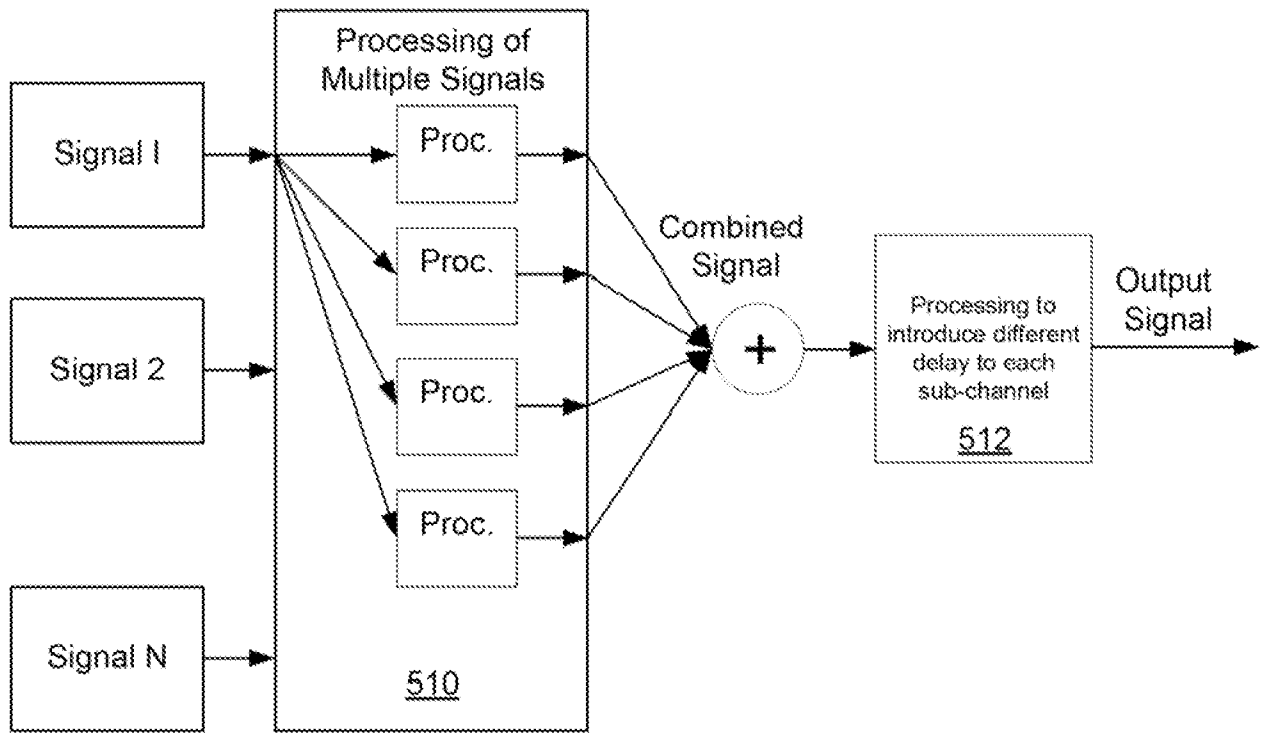 Processing of
Multiple Signals
Signal I
Proc.
Proc.
Combined
Signal
Signal 2
+
Processing to
introduce different
delay to each
sub-channel
512
Output
Signal
Proc.
Proc.
Signal N
510